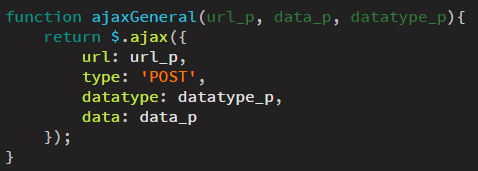 function ajaxGeneral(url_p, data_p, datatype_p){
    return $.ajax({
        url: url_p,
        type: 'POST',
        datatype: datatype_p,
        data: data_p
    });
}